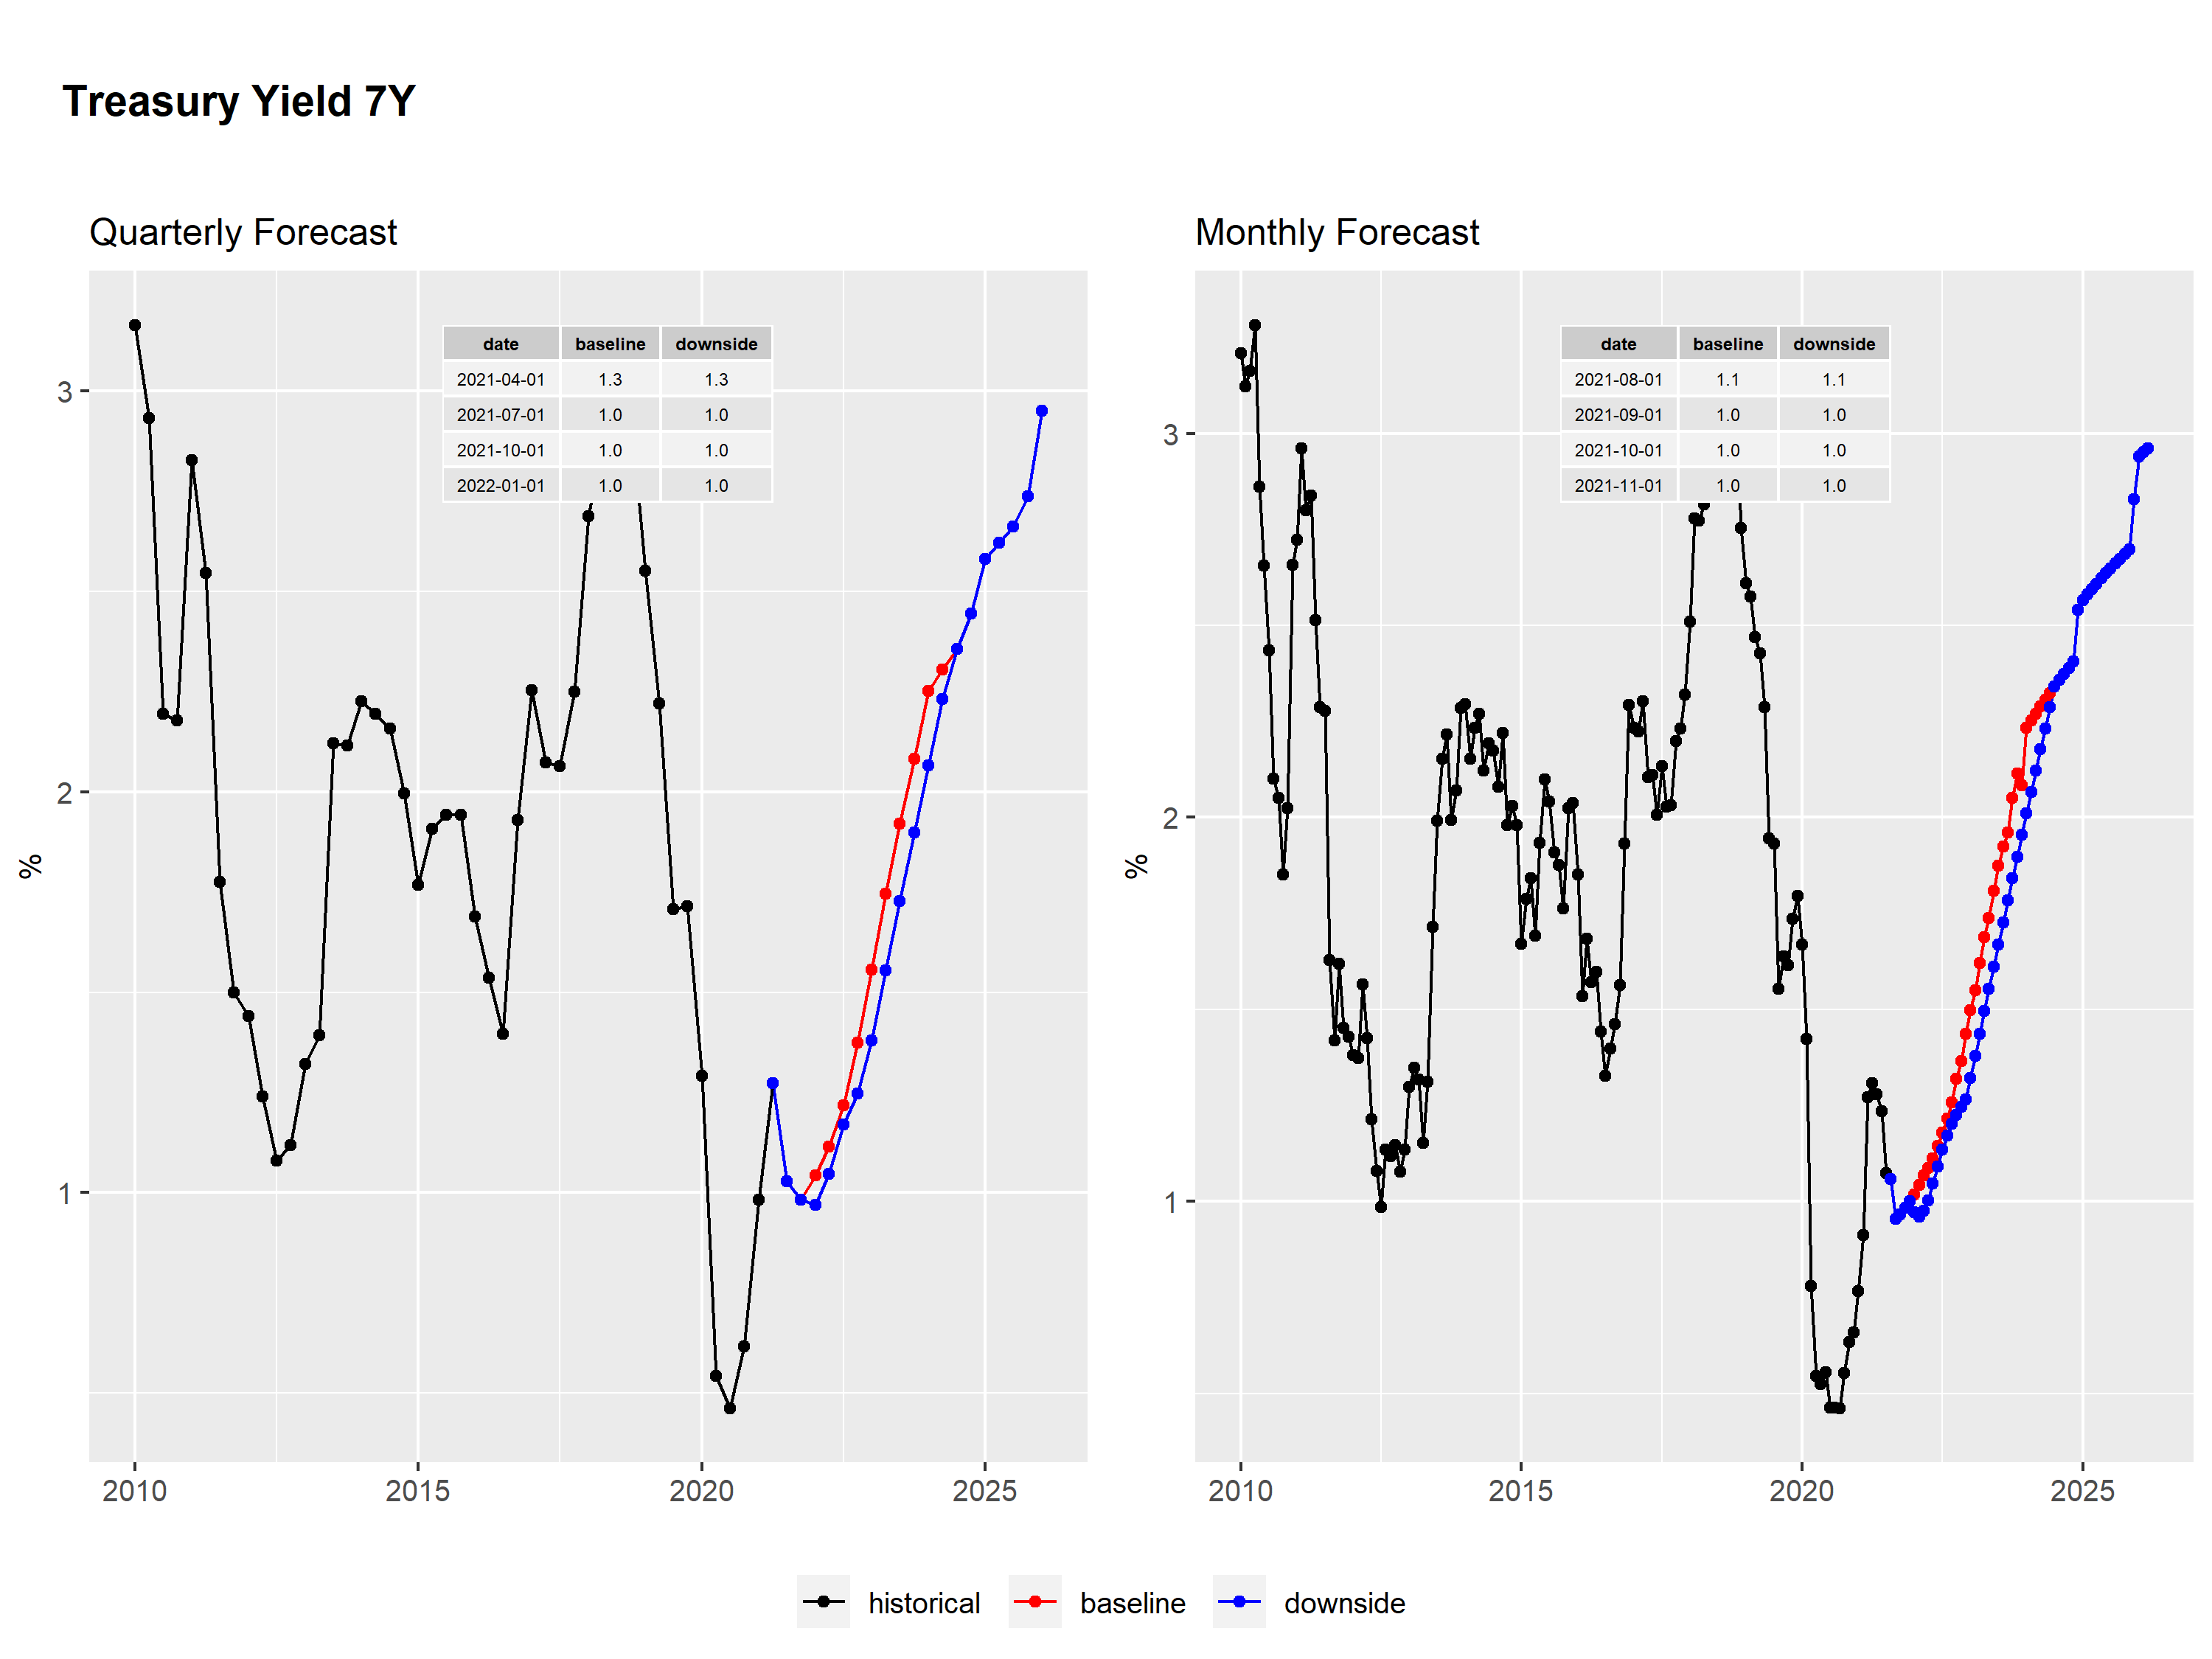 Treasury Yield 7Y
Quarterly Forecast
date baseline downside
2021-04-01 1.3 1.3
2021-07-01 1.0 1.0
2021-10-01 1.0 1.0
2022-01-01 1.0 1.0
3
2
1
%
2010 2015 2020 2025
Monthly Forecast
date baseline downside
2021-08-01 1.1 1.1
2021-09-01 1.0 1.0
2021-10-01 1.0 1.0
2021-11-01 1.0 1.0
3
2
1
%
2010 2015 2020 2025
historical baseline downside